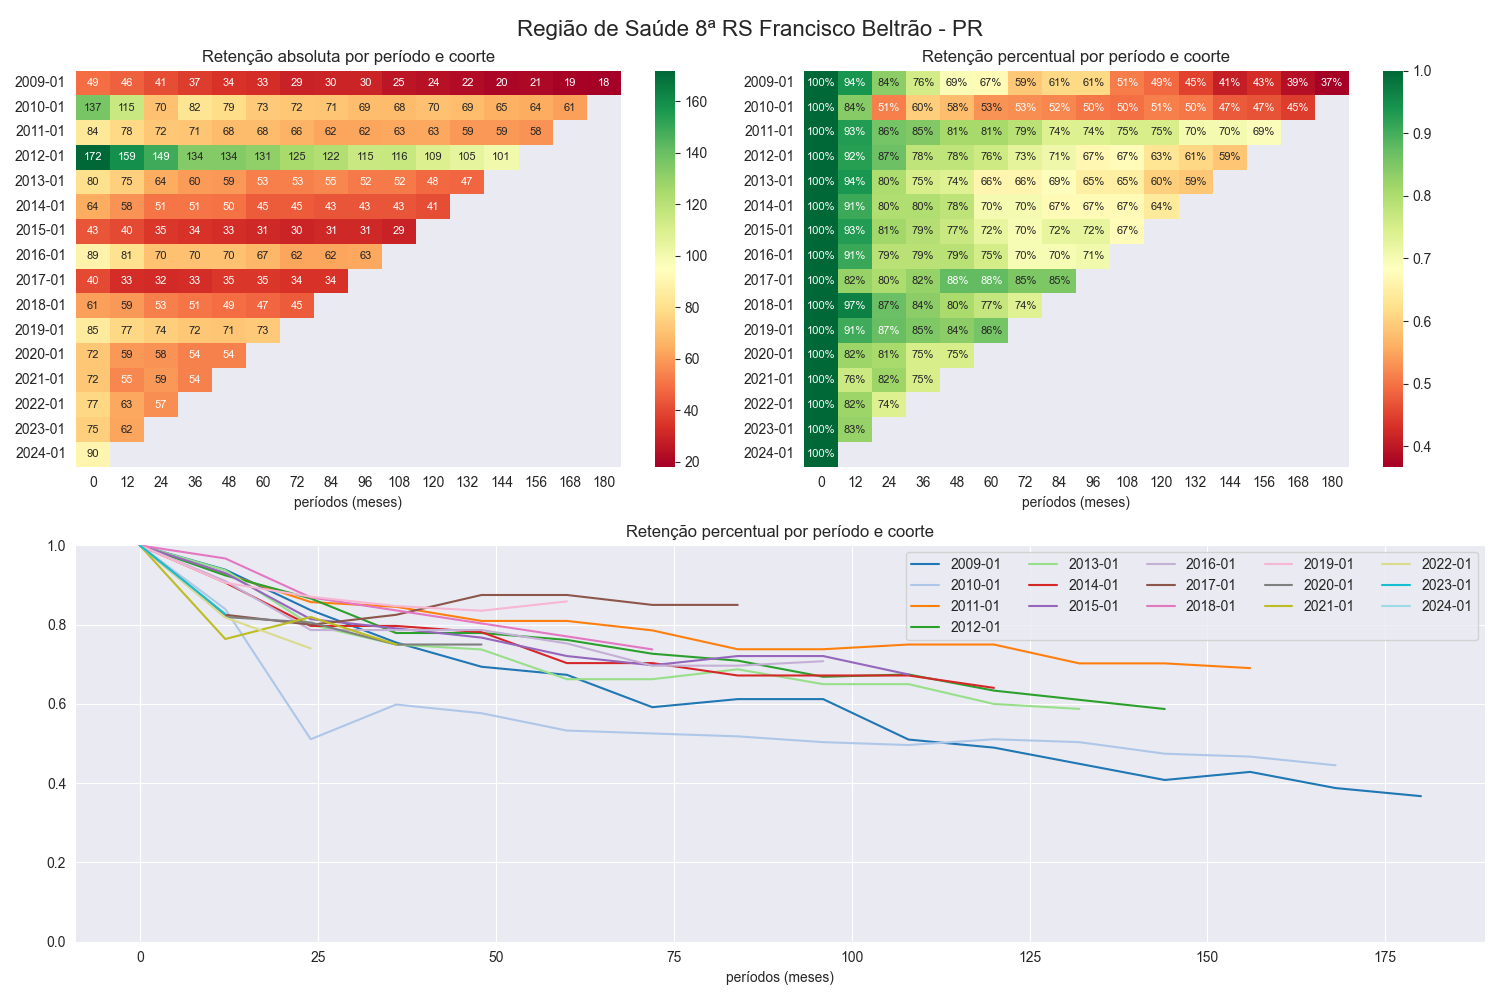 Região de Saúde 8ª RS Francisco Beltrão - PR
Retenção absoluta por período e coorte
2009-01 49 46 41 37 34 33 29 30 30 25 24 22 20 21 19 18
2010-01 137 115 70 82 79 73 72 71 69 68 70 69 65 64 61
2011-01 84 78 72 71 68 68 66 62 62 63 63 59 59 58
2012-01 172 159 149 134 134 131 125 122 115 116 109 105 101
2013-01 80 75 64 60 59 53 53 55 52 52 48 47
2014-01 64 58 51 51 50 45 45 43 43 43 41
2015-01 43 40 35 34 33 31 30 31 31 29
2016-01 89 81 70 70 70 67 62 62 63
2017-01 40 33 32 33 35 35 34 34
2018-01 61 59 53 51 49 47 45
2019-01 85 77 74 72 71 73
2020-01 72 59 58 54 54
2021-01 72 55 59 54
2022-01 77 63 57
2023-01 75 62
2024-01 90
0 12 24 36 48 60 72 84 96 108 120 132 144 156 168 180
períodos (meses)
160
140
120
100
80
60
40
20
Retenção percentual por período e coorte
2009-01 100% 94% 84% 76% 69% 67% 59% 61% 61% 51% 49% 45% 41% 43% 39% 37%
2010-01 100% 84% 51% 60% 58% 53% 53% 52% 50% 50% 51% 50% 47% 47% 45%
2011-01 100% 93% 86% 85% 81% 81% 79% 74% 74% 75% 75% 70% 70% 69%
2012-01 100% 92% 87% 78% 78% 76% 73% 71% 67% 67% 63% 61% 59%
2013-01 100% 94% 80% 75% 74% 66% 66% 69% 65% 65% 60% 59%
2014-01 100% 91% 80% 80% 78% 70% 70% 67% 67% 67% 64%
2015-01 100% 93% 81% 79% 77% 72% 70% 72% 72% 67%
2016-01 100% 91% 79% 79% 79% 75% 70% 70% 71%
2017-01 100% 82% 80% 82% 88% 88% 85% 85%
2018-01 100% 97% 87% 84% 80% 77% 74%
2019-01 100% 91% 87% 85% 84% 86%
2020-01 100% 82% 81% 75% 75%
2021-01 100% 76% 82% 75%
2022-01 100% 82% 74%
2023-01 100% 83%
2024-01 100%
0 12 24 36 48 60 72 84 96 108 120 132 144 156 168 180
períodos (meses)
1.0
0.9
0.8
0.7
0.6
0.5
0.4
Retenção percentual por período e coorte
1.0
0.8
0.6
0.4
0.2
0.0
2009-01 2013-01 2016-01 2019-01 2022-01
2010-01 2014-01 2017-01 2020-01 2023-01
2011-01 2015-01 2018-01 2021-01 2024-01
2012-01
0 25 50 75 100 125 150 175
períodos (meses)